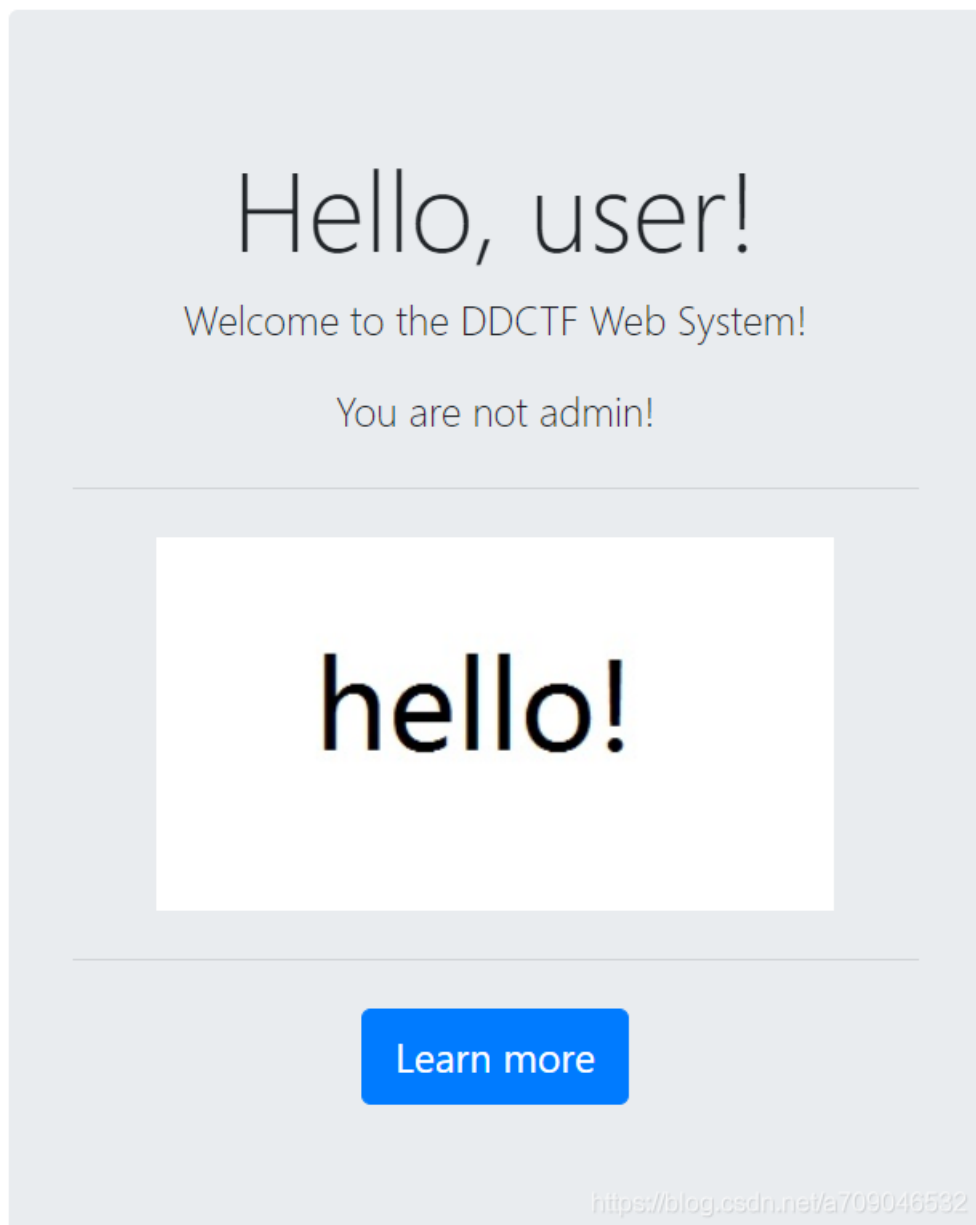 Hello, user!
Welcome to the DDCTF Web System!
You are not admin!
hello!
Learn more
https://blog.csdn.net/a709046532